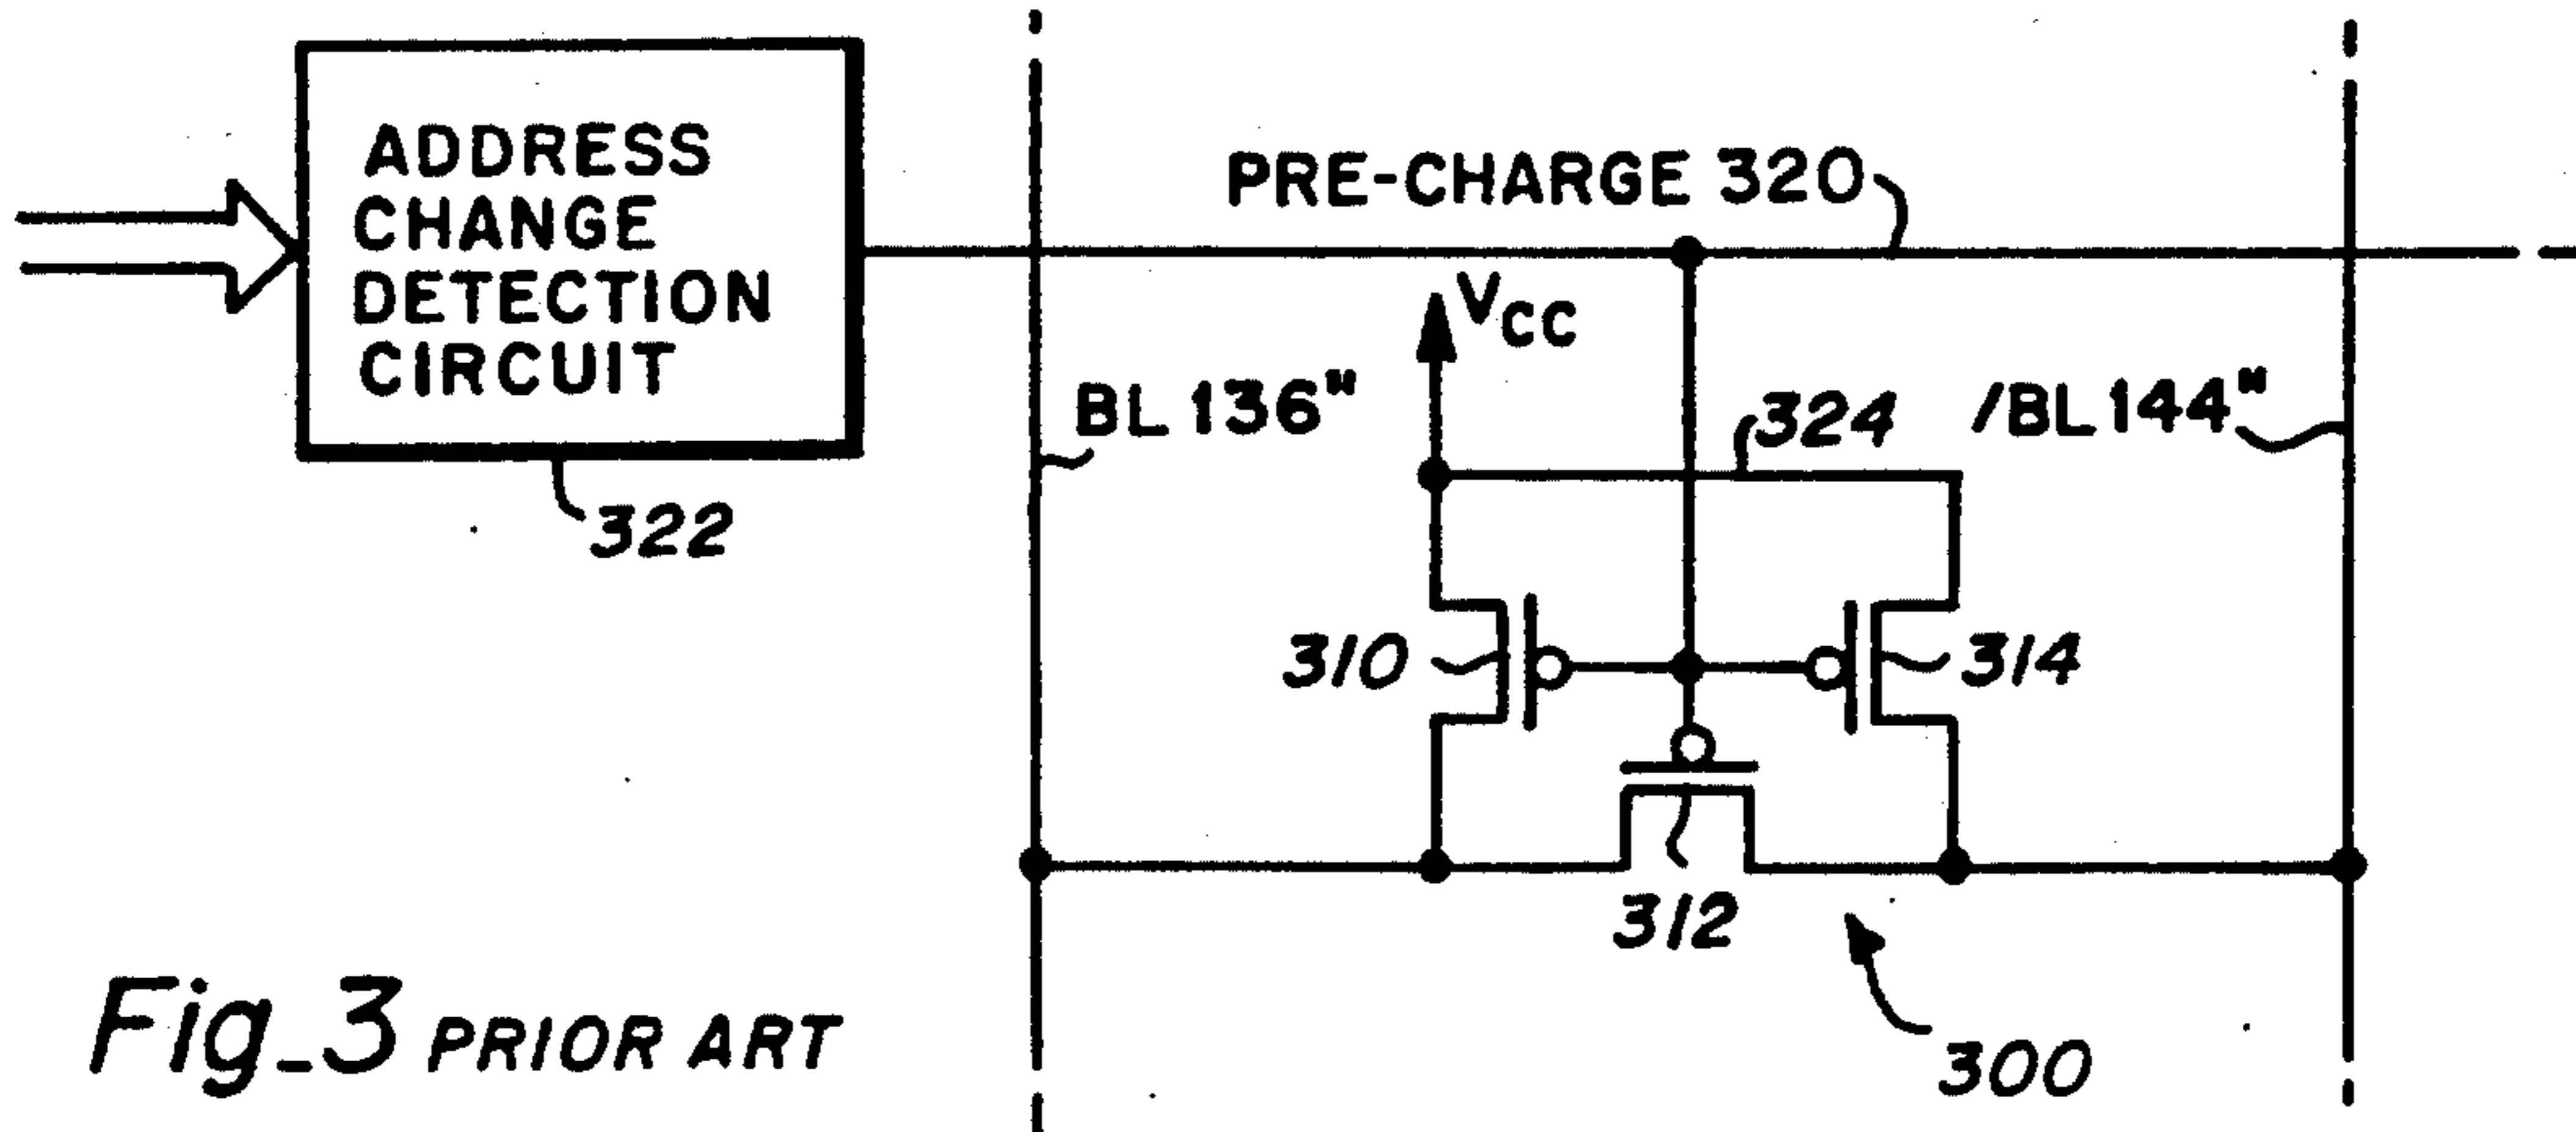 ADDRESS
CHANGE
DETECTION
CIRCUIT
322
PRE-CHARGE 320
VCC
BL 136"
324
/BL 144"
310
314
312
300
Fig_3 PRIOR ART